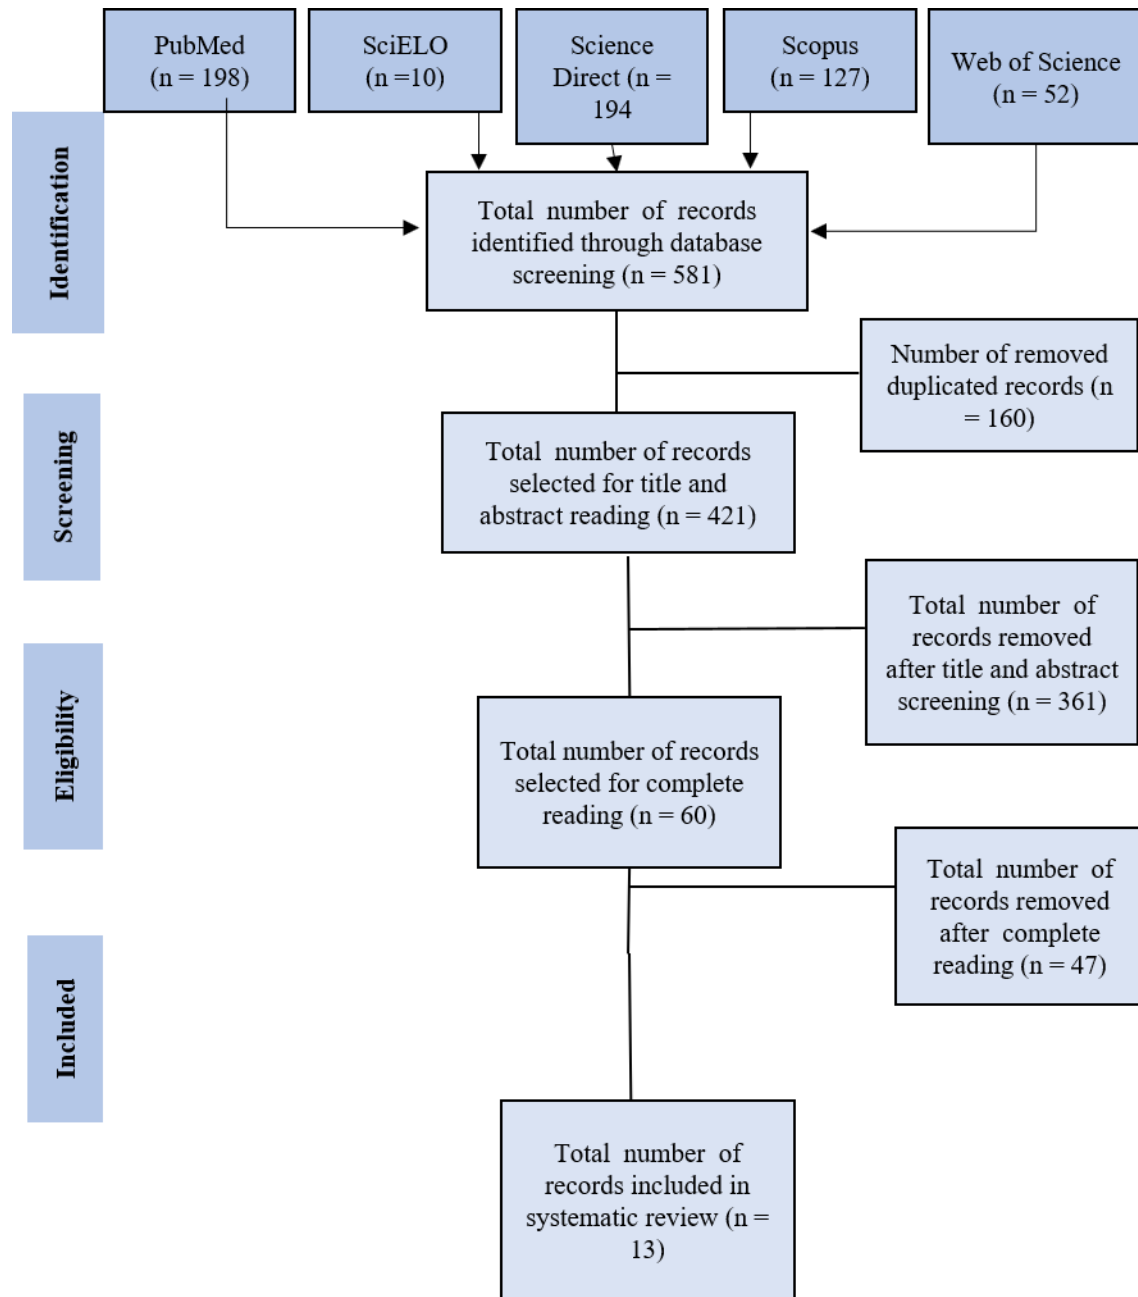 PubMed
(n = 198)
SciELO
(n =10)
Science
Direct (n =
194
Scopus
(n = 127)
Web of Science
(n = 52)
Identification
Total number of records
identified through database
screening (n = 581)
Number of removed
duplicated records (n
= 160)
Screening
Total number of records
selected for title and
abstract reading (n = 421)
Total number of
records removed
after title and abstract
screening (n = 361)
Eligibility
Total number of records
selected for complete
reading (n = 60)
Total number of
records removed
after complete
reading (n = 47)
Included
Total number of
records included in
systematic review (n =
13)